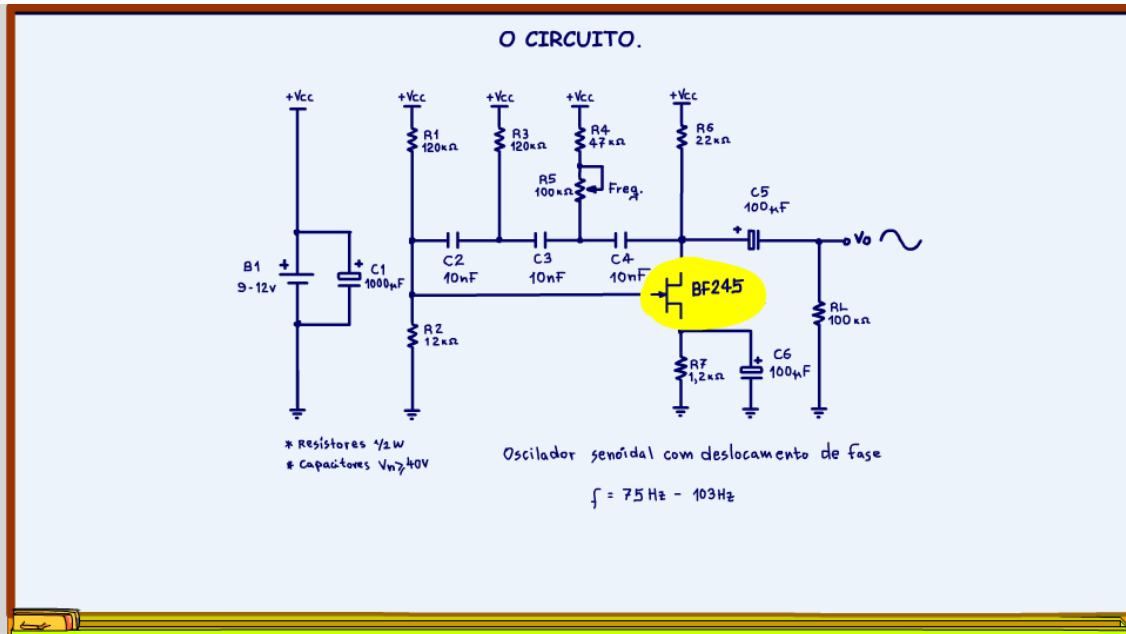 O CIRCUITO.
+Vcc
+Vcc
+Vcc
+Vcc
+Vcc
R1
120KΩ
R3
120KΩ
R4
47KΩ
R6
22KΩ
R5
100KΩ
Freq.
C5
100µF
+
Vo
B1
9-12v
+
C1
1000µF
+
C2
10nF
C3
10nF
C4
10nF
BF245
R2
12KΩ
RL
100KΩ
R7
1,2KΩ
C6
100µF
+
* Resistores 1/2W
* Capacitores Vn≥40V
Oscilador senoidal com deslocamento de fase
f = 75Hz - 103Hz